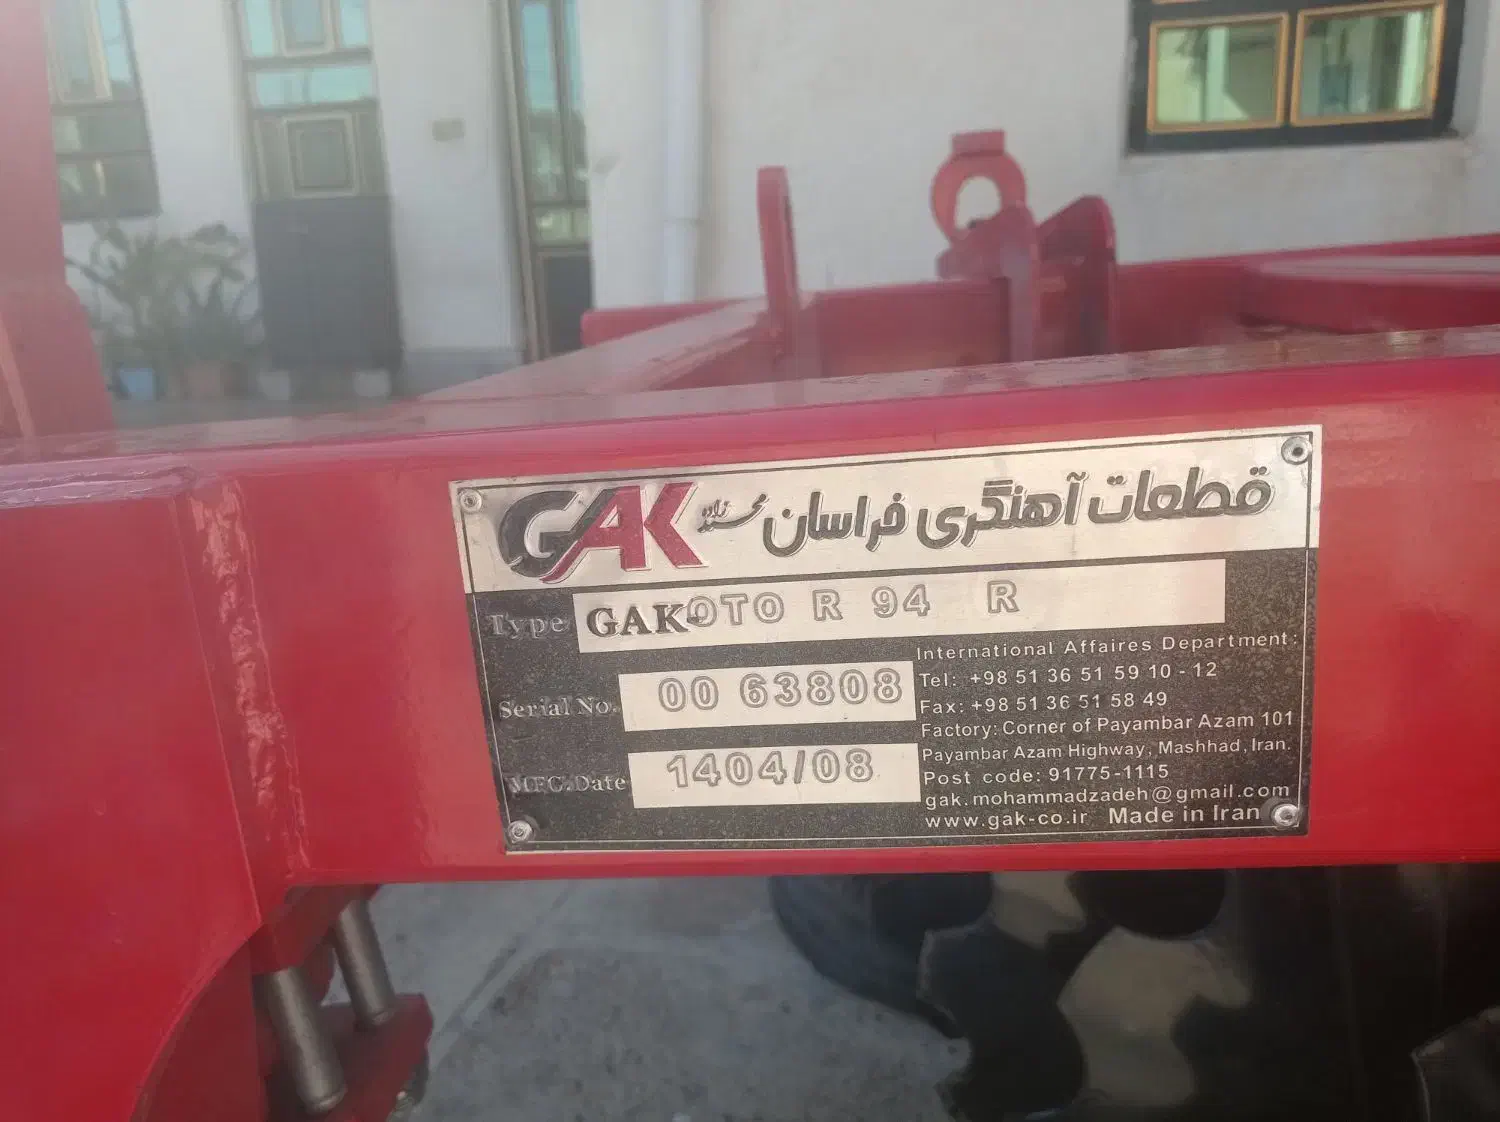 GAK قطعات آهنگری خراسان محمدزاده
Type GAK-OTO R 94 R
Serial No. 00 63808
MFG.Date 1404/08
International Affaires Department:
Tel: +98 51 36 51 59 10 - 12
Fax: +98 51 36 51 58 49
Factory: Corner of Payambar Azam 101
Payambar Azam Highway, Mashhad, Iran.
Post code: 91775-1115
gak.mohammadzadeh@gmail.com
www.gak-co.ir Made in Iran